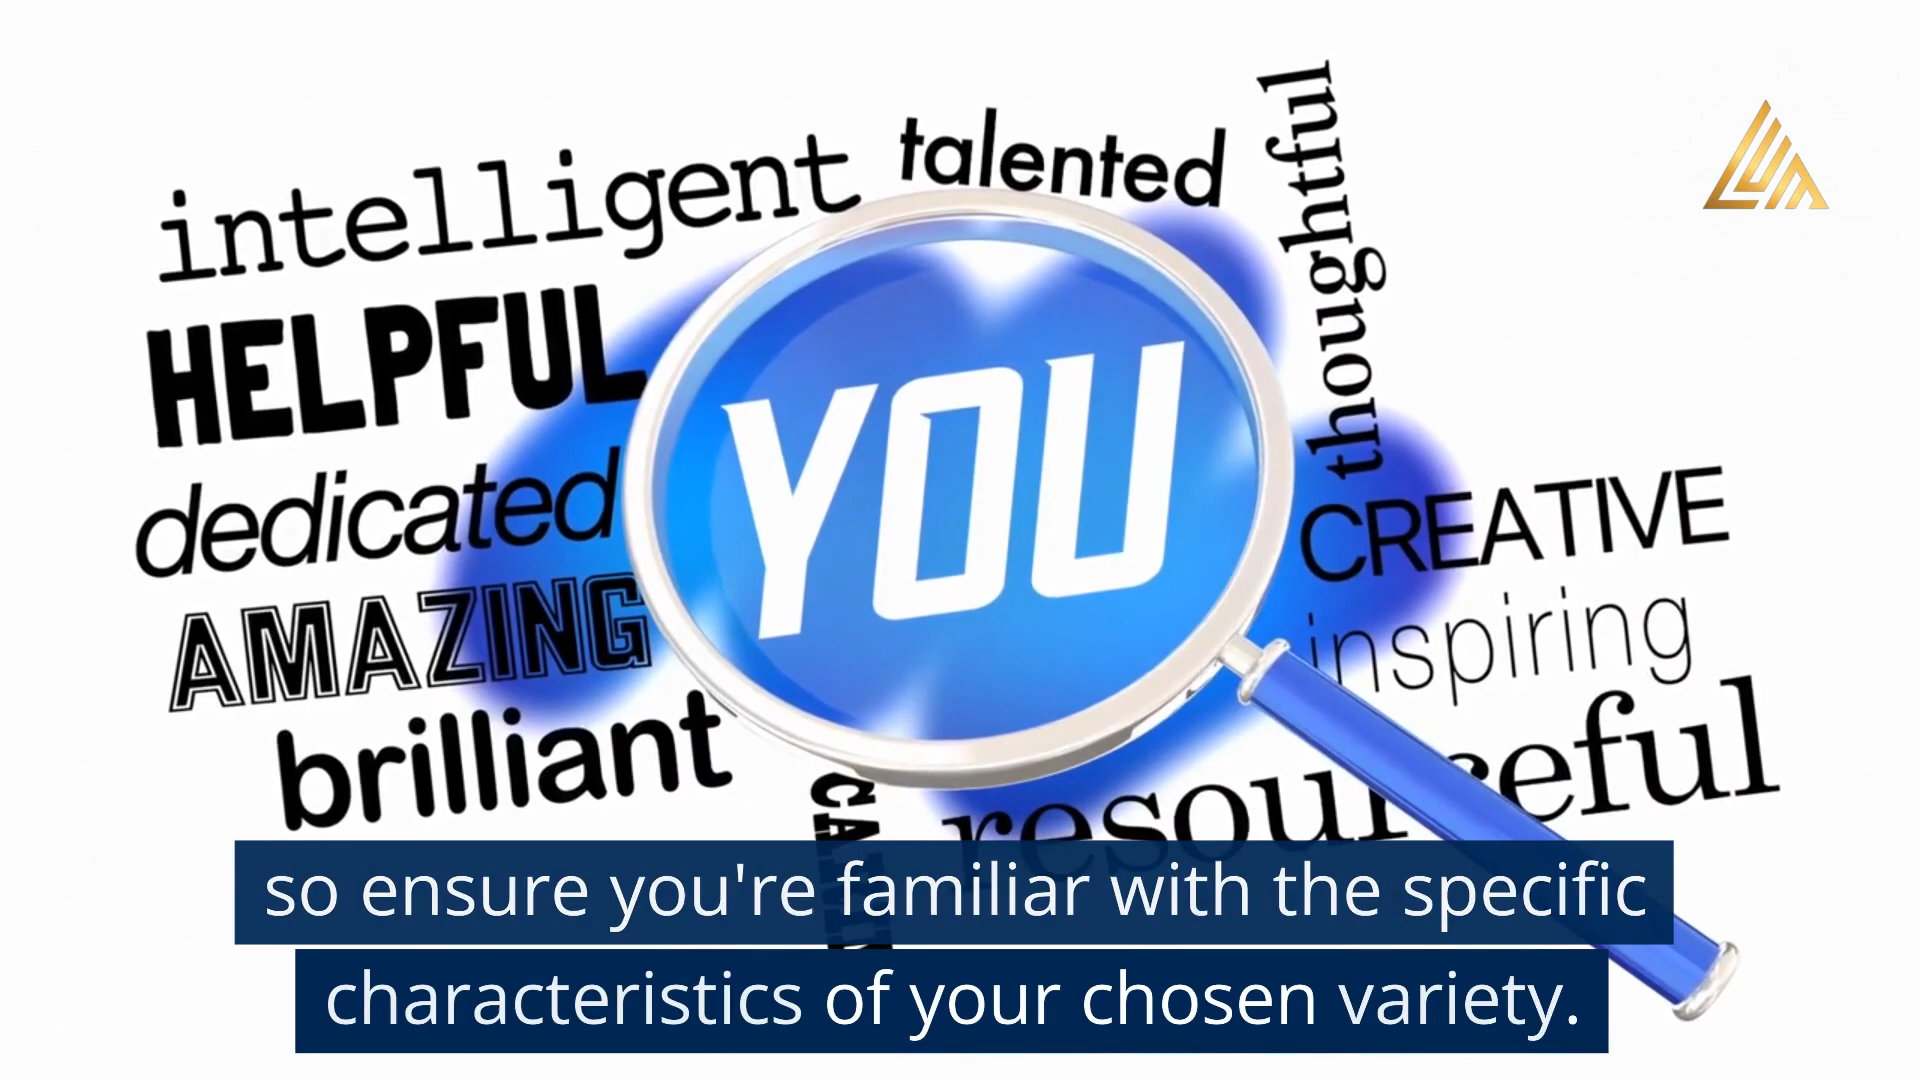 talented
thoughtful
intelligent
HELPFUL
YOU
dedicated
CREATIVE
AMAZING
inspiring
brilliant
resourceful
so ensure you're familiar with the specific
characteristics of your chosen variety.